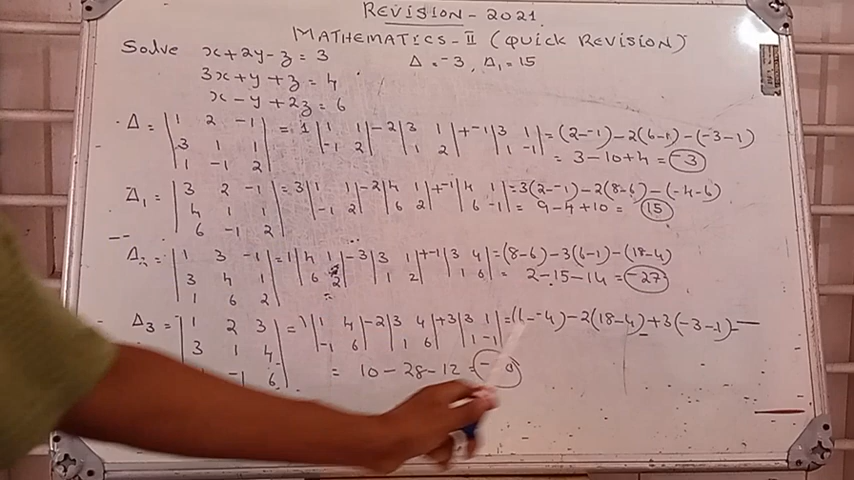 REVISION - 2021
MATHEMATICS-II (QUICK REVISION)
Solve x+2y-z=3
Δ=-3, Δ₁=15
3x+y+z=4
x-y+2z=6
Δ = | 1 2 -1 | = 1 | 1 1 | -2 | 3 1 | +-1 | 3 1 | = (2--1)-2(6-1)-(-3-1)
3 1 1 | -1 2 | 1 2 | 1 -1 | = 3-10+4 = -3
1 -1 2
Δ₁ = | 3 2 -1 | = 3 | 1 1 | -2 | 4 1 | +-1 | 4 1 | = 3(2--1)-2(8-6)-(-4-6)
4 1 1 | -1 2 | 6 2 | 6 -1 | = 9-4+10 = 15
6 -1 2
Δ₂ = | 1 3 -1 | = 1 | 4 1 | -3 | 3 1 | +-1 | 3 4 | = (8-6)-3(6-1)-(18-4)
3 4 1 | 6 2 | 1 2 | 1 6 | = 2-15-14 = -27
1 6 2
Δ₃ = | 1 2 3 | = 1 | 1 4 | -2 | 3 4 | +3 | 3 1 | = (6--4)-2(18-4)+3(-3-1)
3 1 4 | -1 6 | 1 6 | 1 -1 |
-1 6 = 10-28-12 =